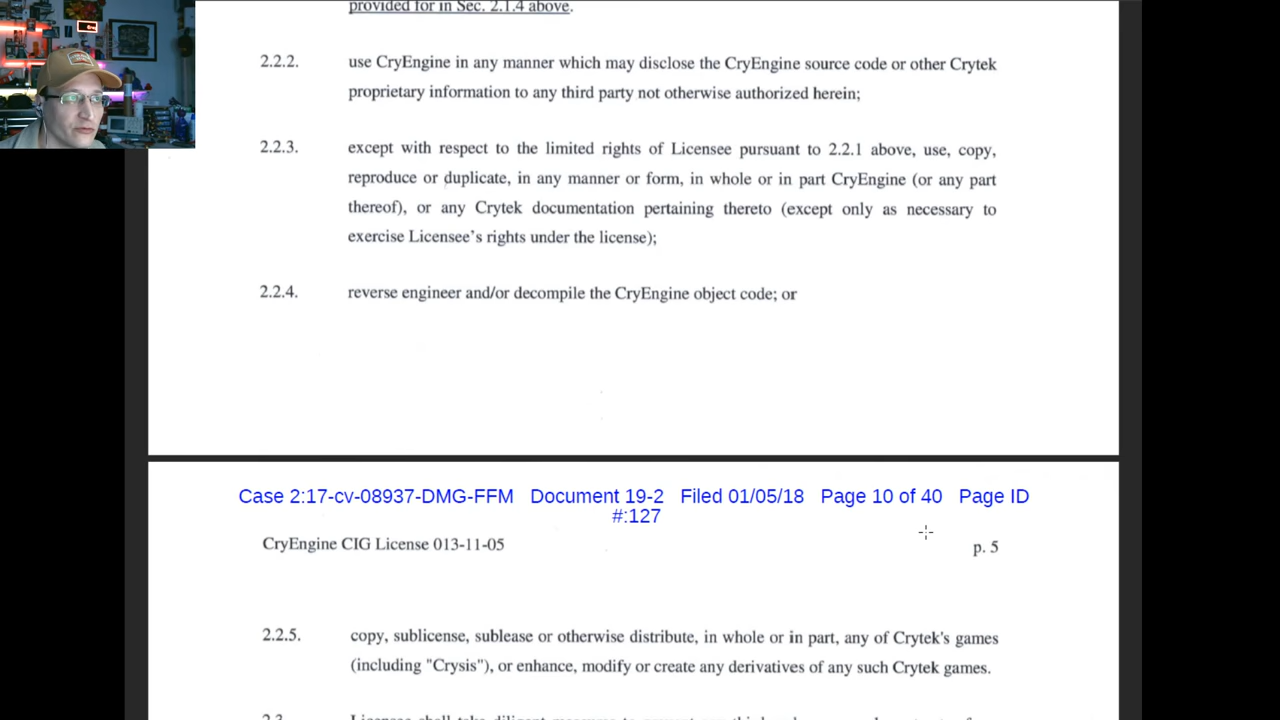 provided for in Sec. 2.1.4 above.
2.2.2. use CryEngine in any manner which may disclose the CryEngine source code or other Crytek
proprietary information to any third party not otherwise authorized herein;
2.2.3. except with respect to the limited rights of Licensee pursuant to 2.2.1 above, use, copy,
reproduce or duplicate, in any manner or form, in whole or in part CryEngine (or any part
thereof), or any Crytek documentation pertaining thereto (except only as necessary to
exercise Licensee's rights under the license);
2.2.4. reverse engineer and/or decompile the CryEngine object code; or
Case 2:17-cv-08937-DMG-FFM Document 19-2 Filed 01/05/18 Page 10 of 40 Page ID
#:127
CryEngine CIG License 013-11-05 p. 5
2.2.5. copy, sublicense, sublease or otherwise distribute, in whole or in part, any of Crytek's games
(including "Crysis"), or enhance, modify or create any derivatives of any such Crytek games.